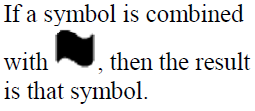 If a symbol is combined
with , then the result
is that symbol.